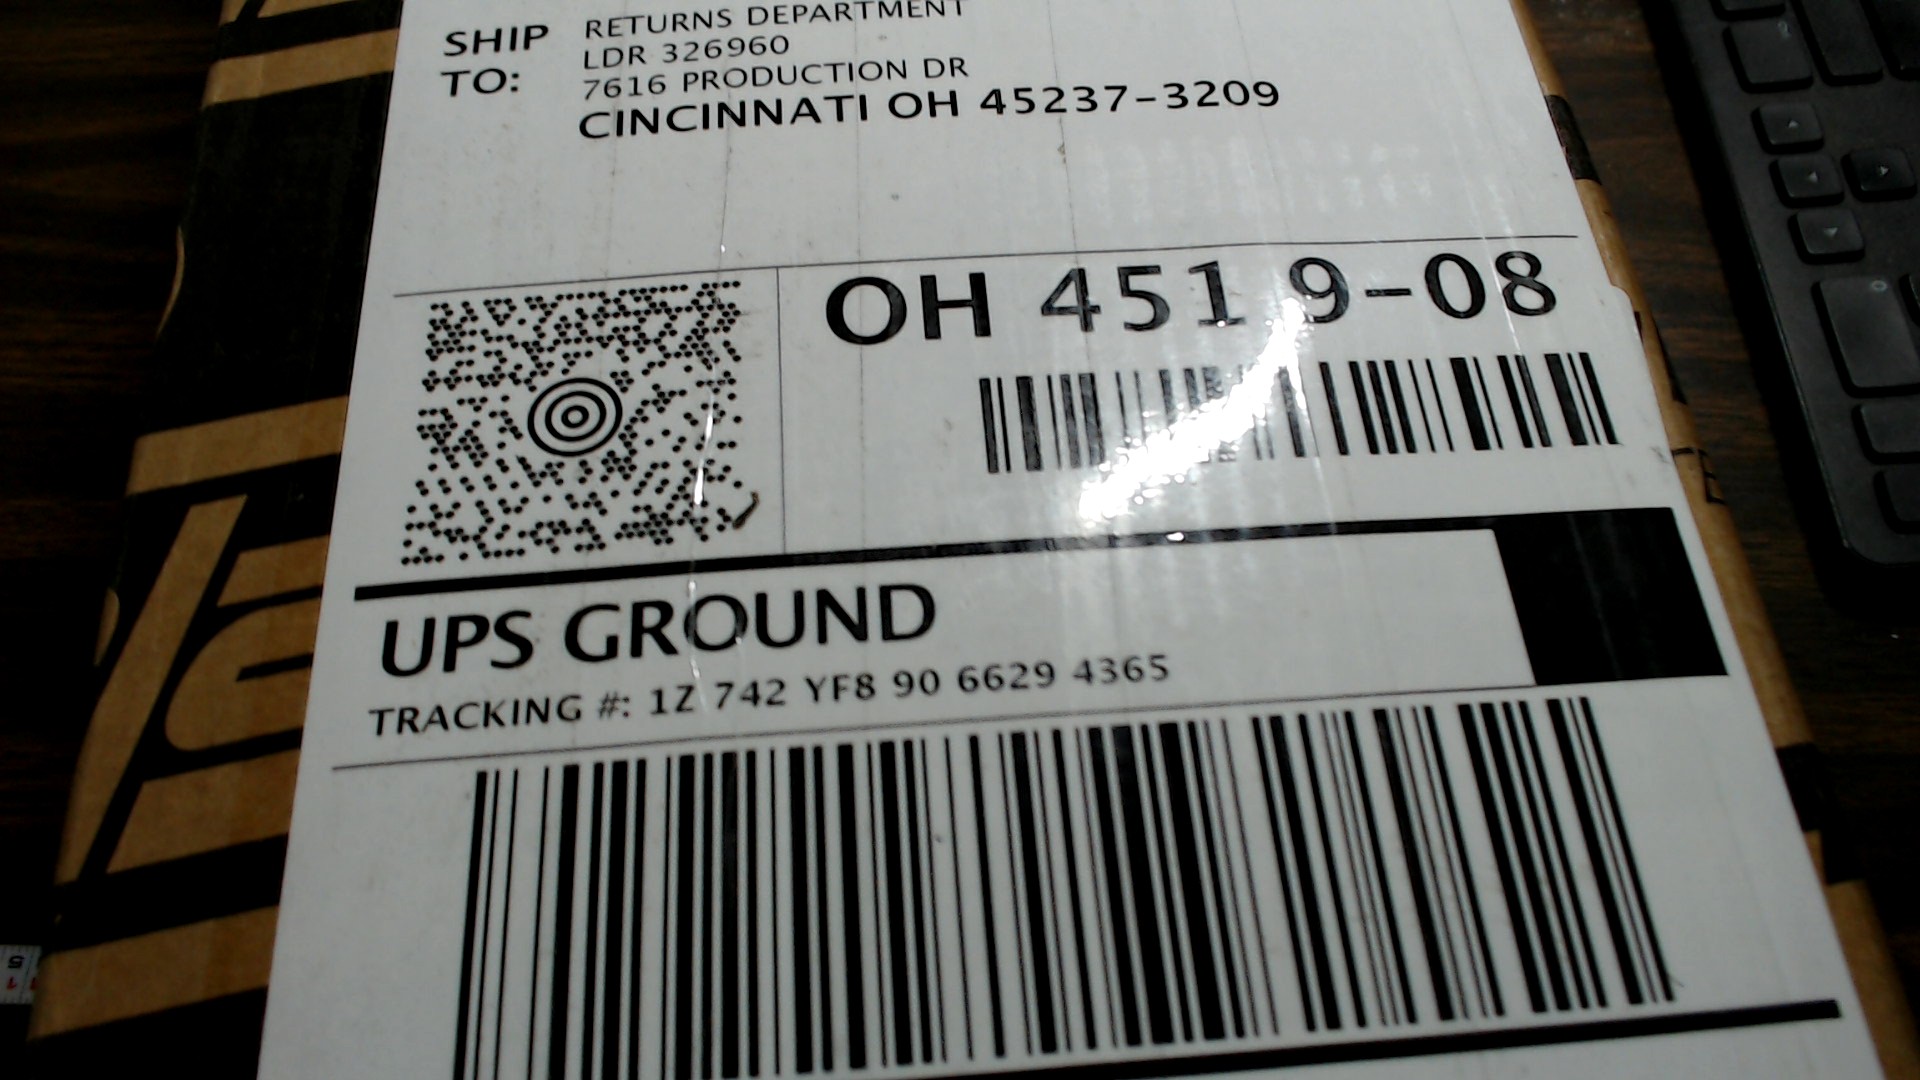 SHIP TO:
RETURNS DEPARTMENT
LDR 326960
7616 PRODUCTION DR
CINCINNATI OH 45237-3209
OH 451 9-08
UPS GROUND
TRACKING #: 1Z 742 YF8 90 6629 4365